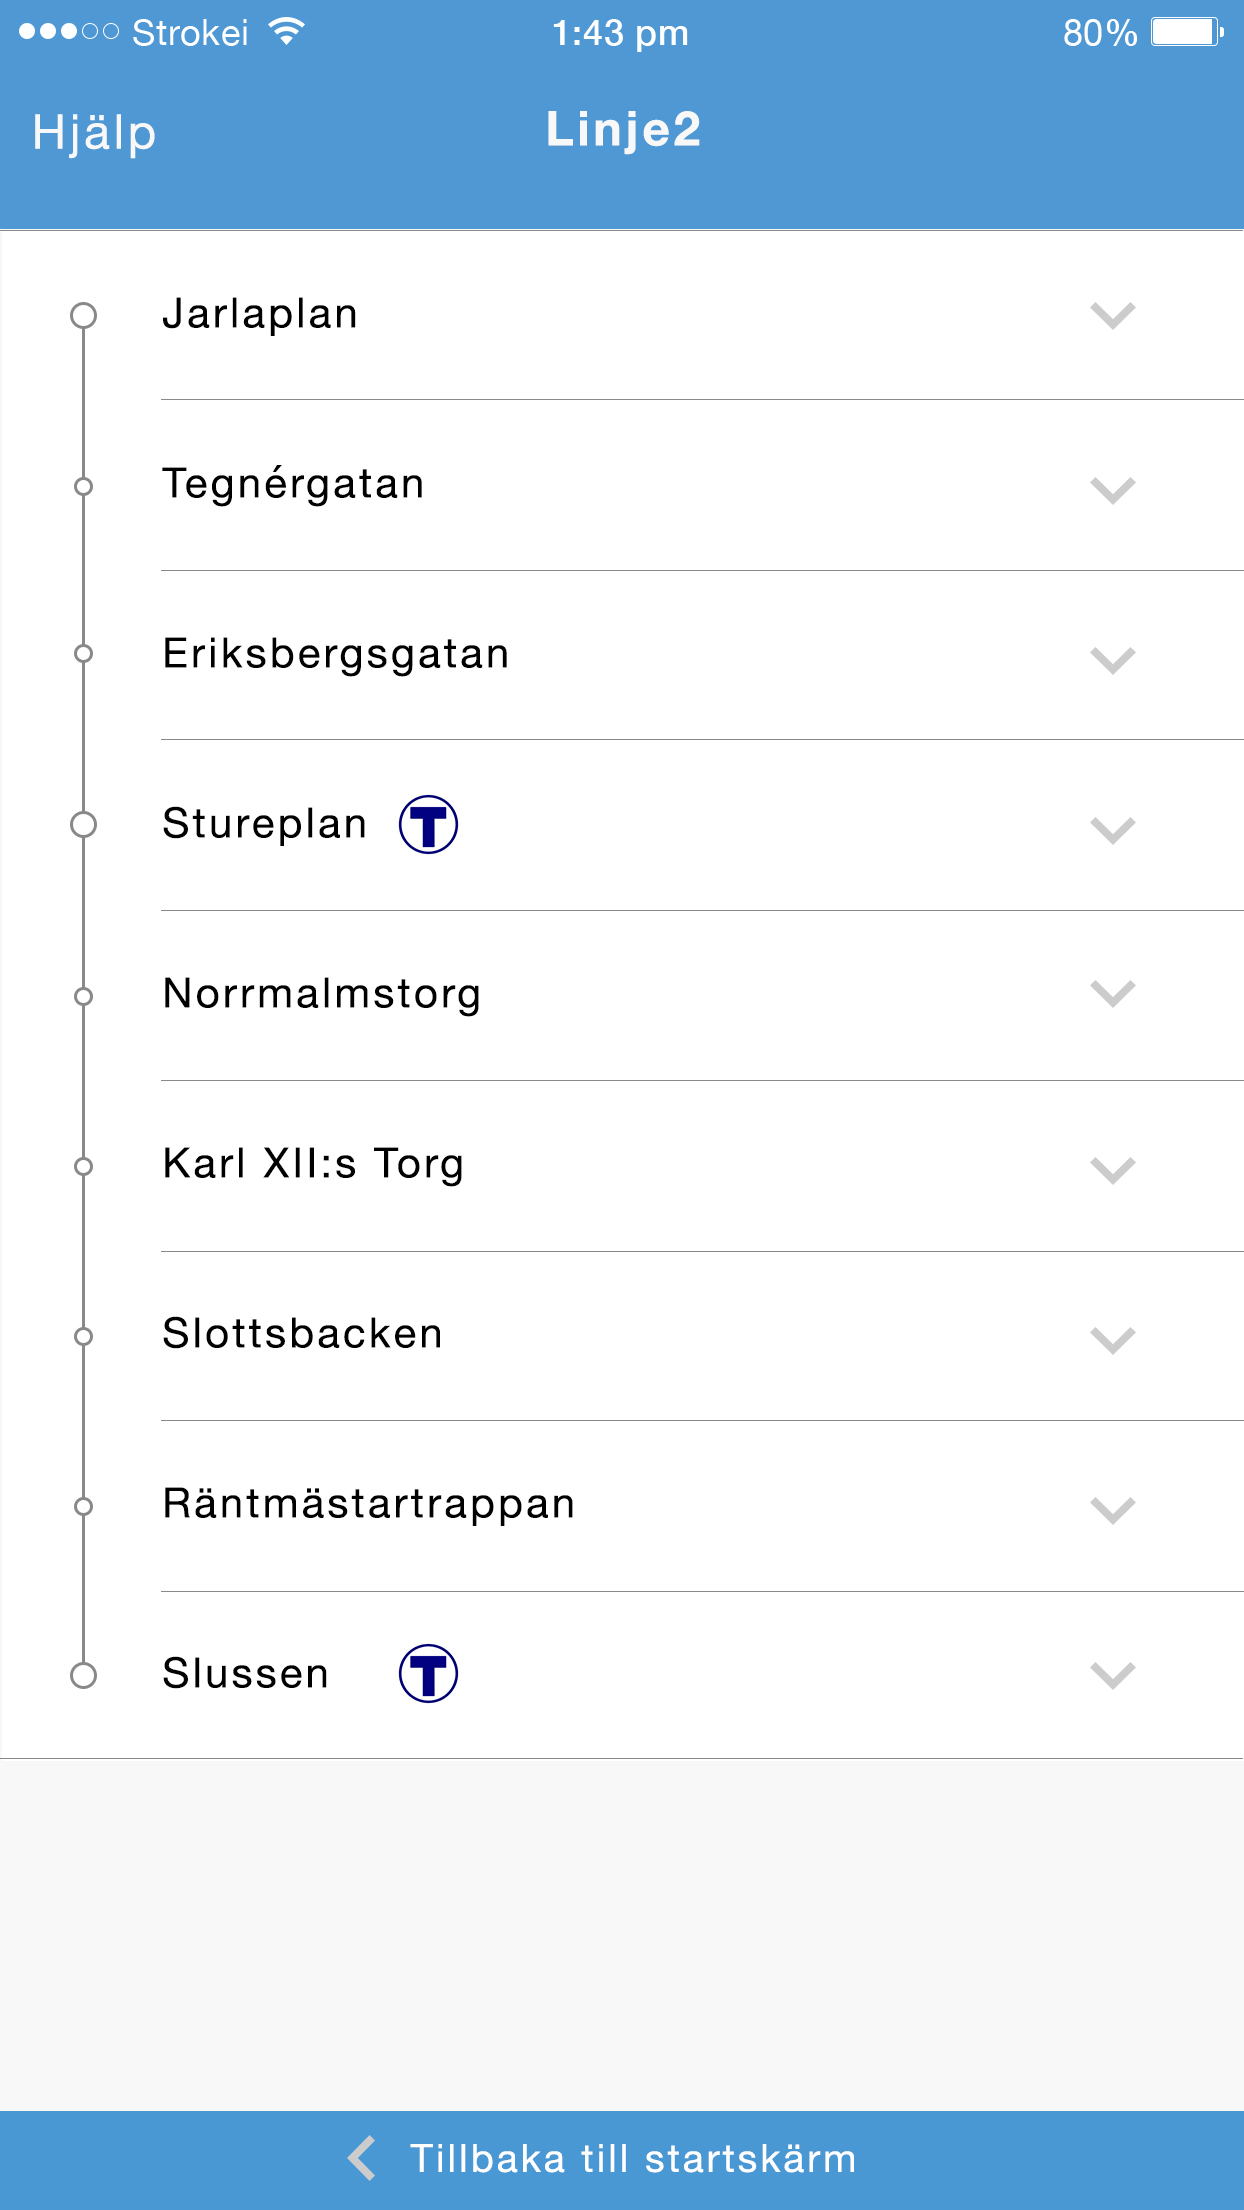 Strokei 1:43 pm 80%
Hjälp Linje2
Jarlaplan
Tegnérgatan
Eriksbergsgatan
Stureplan T
Norrmalmstorg
Karl XII:s Torg
Slottsbacken
Räntmästartrappan
Slussen T
Tillbaka till startskärm